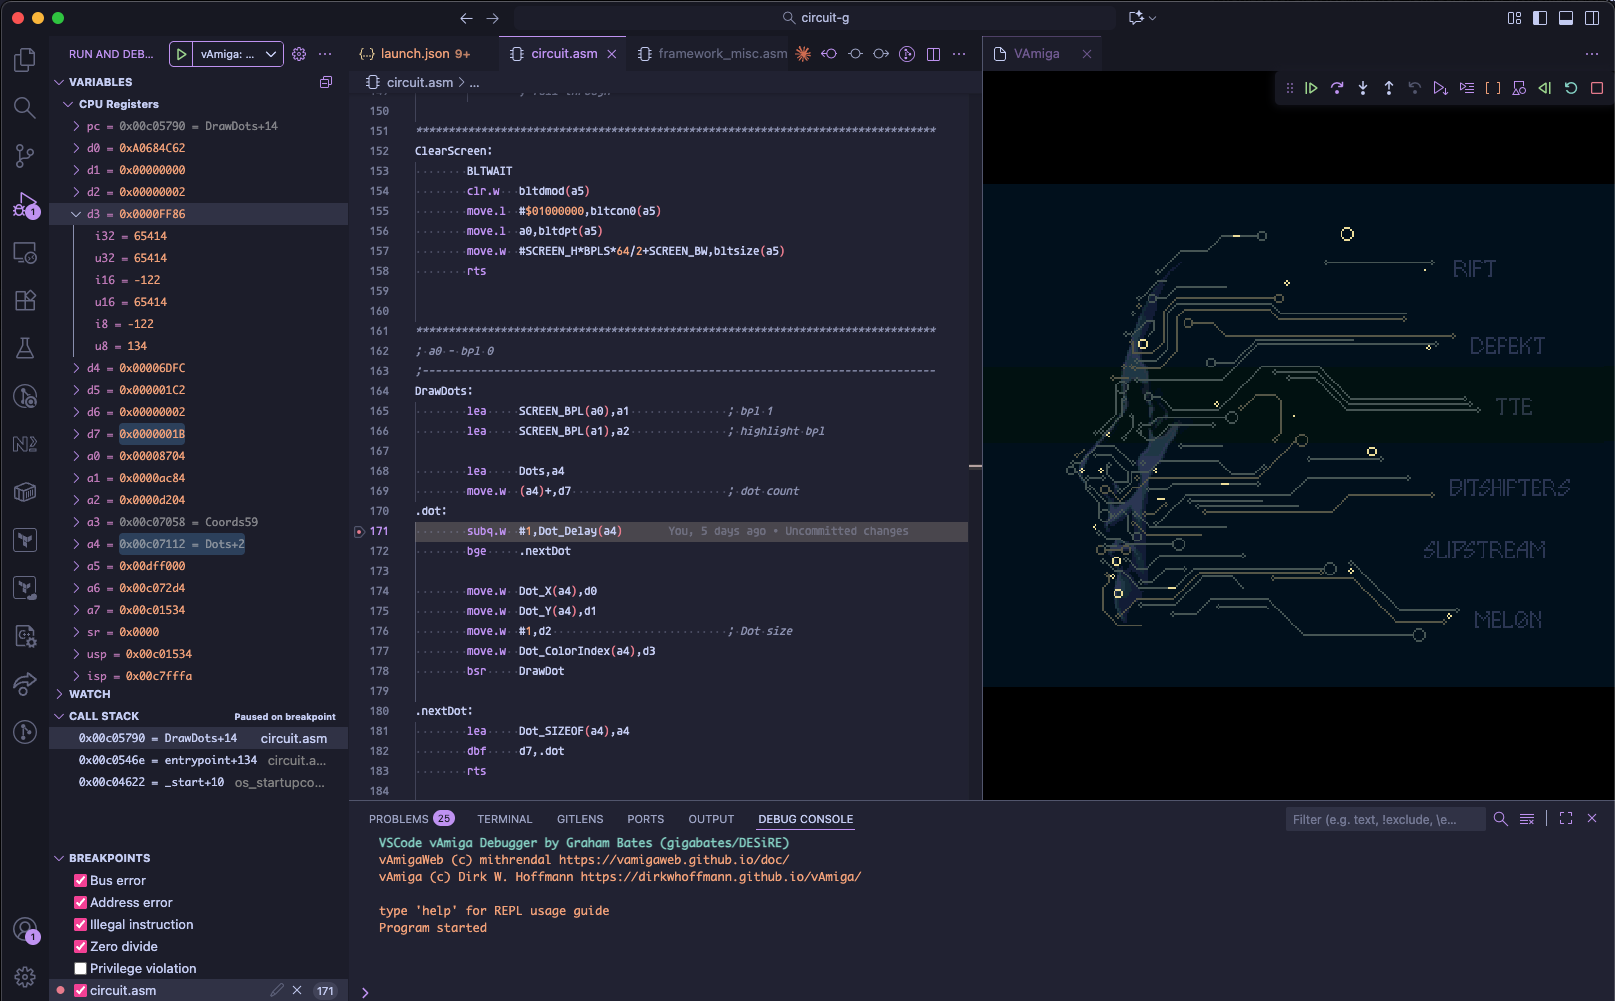 circuit-g
RUN AND DEB...
vAmiga: ...
launch.json 9+
circuit.asm
framework_misc.asm
VAmiga
circuit.asm > ...
VARIABLES
CPU Registers
pc = 0x00c05790 = DrawDots+14
d0 = 0xA0684C62
d1 = 0x00000000
d2 = 0x00000002
d3 = 0x0000FF86
i32 = 65414
u32 = 65414
i16 = -122
u16 = 65414
i8 = -122
u8 = 134
d4 = 0x00006DFC
d5 = 0x000001C2
d6 = 0x00000002
d7 = 0x0000001B
a0 = 0x00008704
a1 = 0x0000ac84
a2 = 0x0000d204
a3 = 0x00c07058 = Coords59
a4 = 0x00c07112 = Dots+2
a5 = 0x00dff000
a6 = 0x00c072d4
a7 = 0x00c01534
sr = 0x0000
usp = 0x00c01534
isp = 0x00c7fffa
WATCH
CALL STACK Paused on breakpoint
0x00c05790 = DrawDots+14 circuit.asm
0x00c0546e = entrypoint+134 circuit.a...
0x00c04622 = _start+10 os_startupco...
BREAKPOINTS
Bus error
Address error
Illegal instruction
Zero divide
Privilege violation
circuit.asm 171
1
1
150
151 ********************************************************************************
152 ClearScreen:
153 BLTWAIT
154 clr.w bltdmod(a5)
155 move.l #$01000000,bltcon0(a5)
156 move.l a0,bltdpt(a5)
157 move.w #SCREEN_H*BPLS*64/2+SCREEN_BW,bltsize(a5)
158 rts
159
160
161 ********************************************************************************
162 ; a0 - bpl 0
163 ;-------------------------------------------------------------------------------
164 DrawDots:
165 lea SCREEN_BPL(a0),a1 ; bpl 1
166 lea SCREEN_BPL(a1),a2 ; highlight bpl
167
168 lea Dots,a4
169 move.w (a4)+,d7 ; dot count
170 .dot:
171 subq.w #1,Dot_Delay(a4) You, 5 days ago • Uncommitted changes
172 bge .nextDot
173
174 move.w Dot_X(a4),d0
175 move.w Dot_Y(a4),d1
176 move.w #1,d2 ; Dot size
177 move.w Dot_ColorIndex(a4),d3
178 bsr DrawDot
179
180 .nextDot:
181 lea Dot_SIZEOF(a4),a4
182 dbf d7,.dot
183 rts
184
RIFT
DEFEKT
TTE
BITSHIFTERS
SLIPSTREAM
MELON
PROBLEMS 25 TERMINAL GITLENS PORTS OUTPUT DEBUG CONSOLE
Filter (e.g. text, !exclude, \e...
VSCode vAmiga Debugger by Graham Bates (gigabates/DESiRE)
vAmigaWeb (c) mithrendal https://vamigaweb.github.io/doc/
vAmiga (c) Dirk W. Hoffmann https://dirkwhoffmann.github.io/vAmiga/
type 'help' for REPL usage guide
Program started